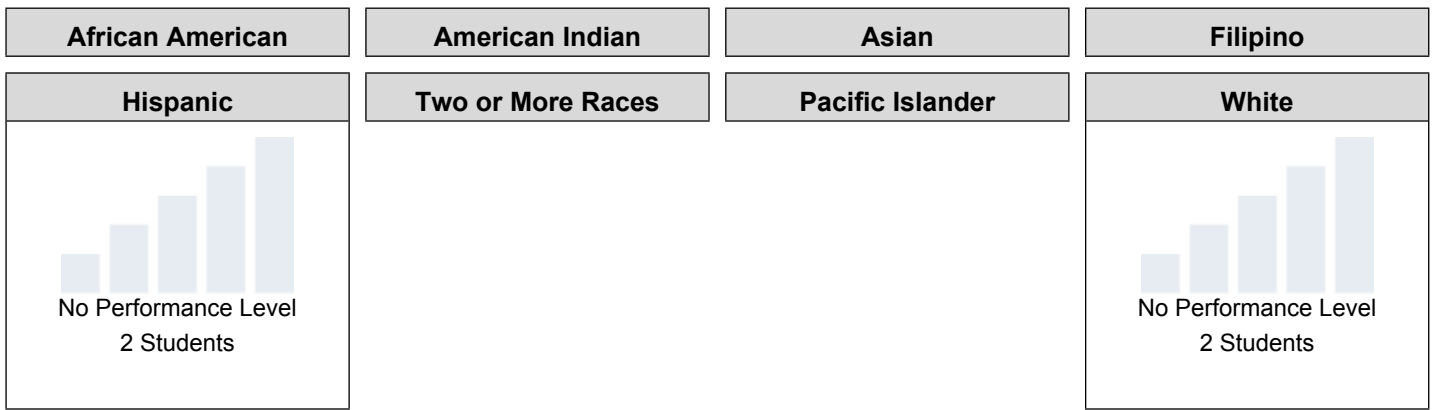 African American
American Indian
Asian
Filipino
Hispanic
Two or More Races
Pacific Islander
White
No Performance Level
2 Students
No Performance Level
2 Students